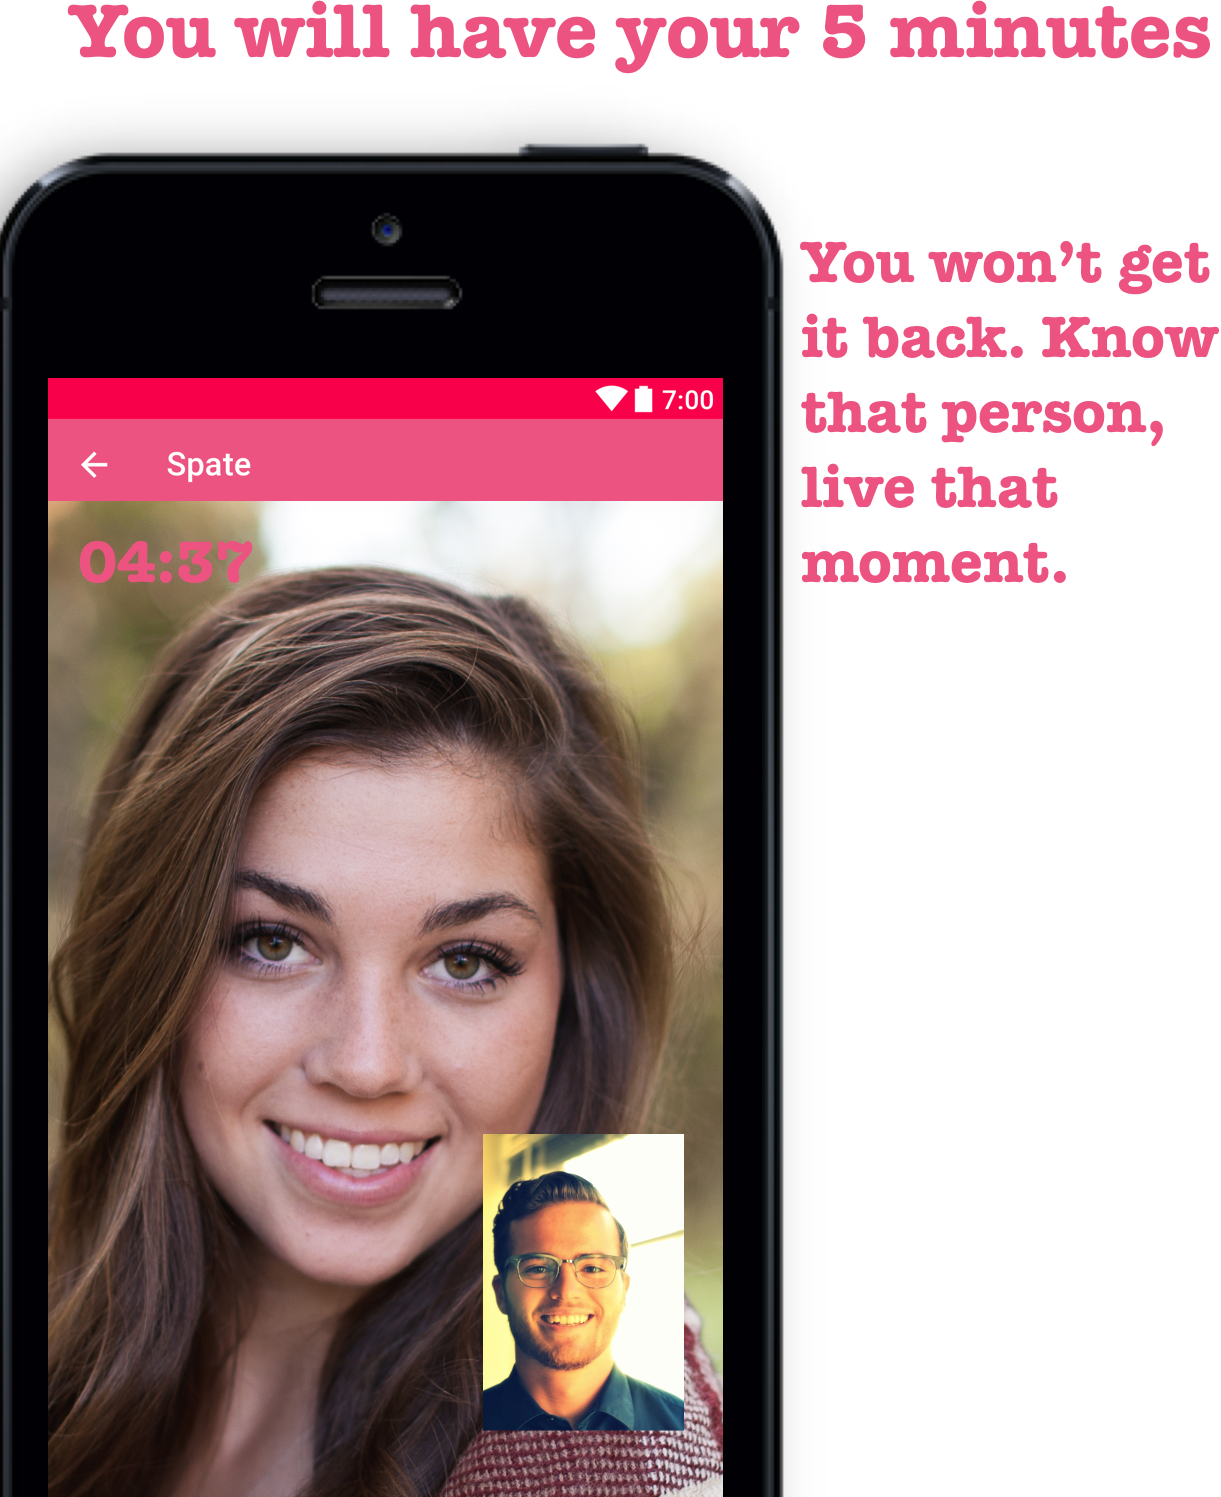 You will have your 5 minutes
You won’t get
it back. Know
that person,
live that
moment.
7:00
Spate
04:37